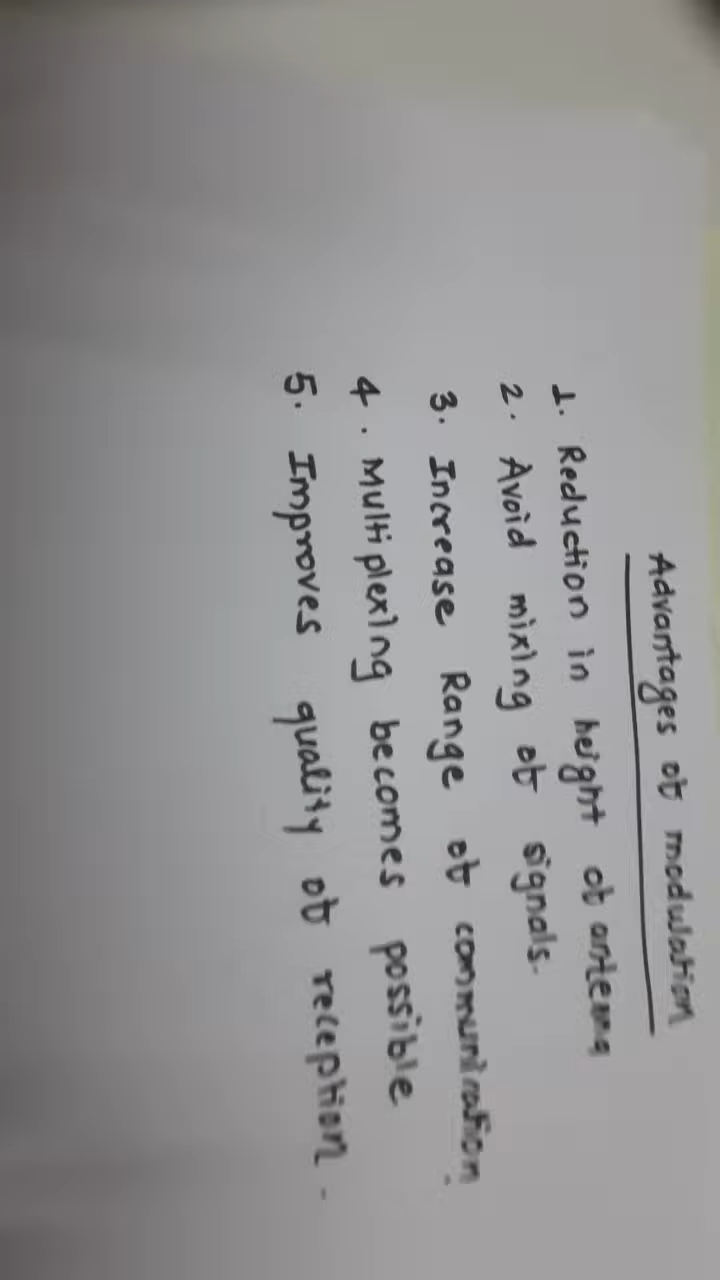 Advantages of modulation
1. Reduction in height of antenna
2. Avoid mixing of signals.
3. Increase Range of communication.
4. Multiplexing becomes possible
5. Improves quality of reception.